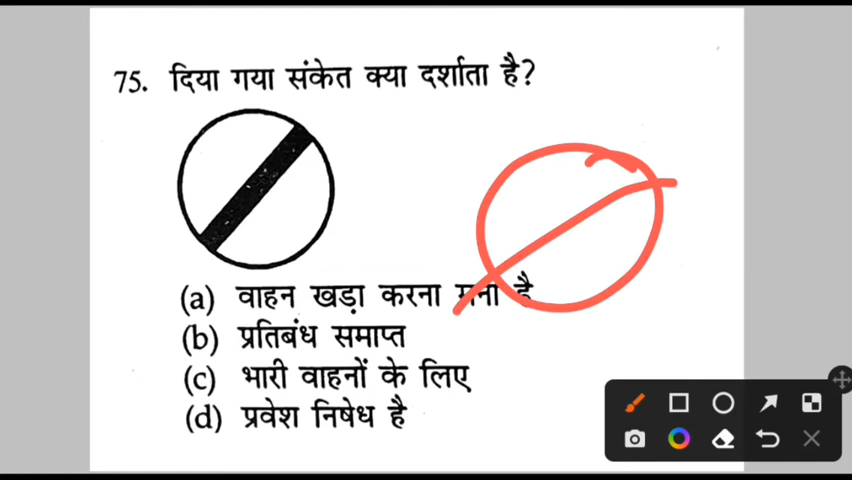 75. दिया गया संकेत क्या दर्शाता है?
(a) वाहन खड़ा करना मना है
(b) प्रतिबंध समाप्त
(c) भारी वाहनों के लिए
(d) प्रवेश निषेध है